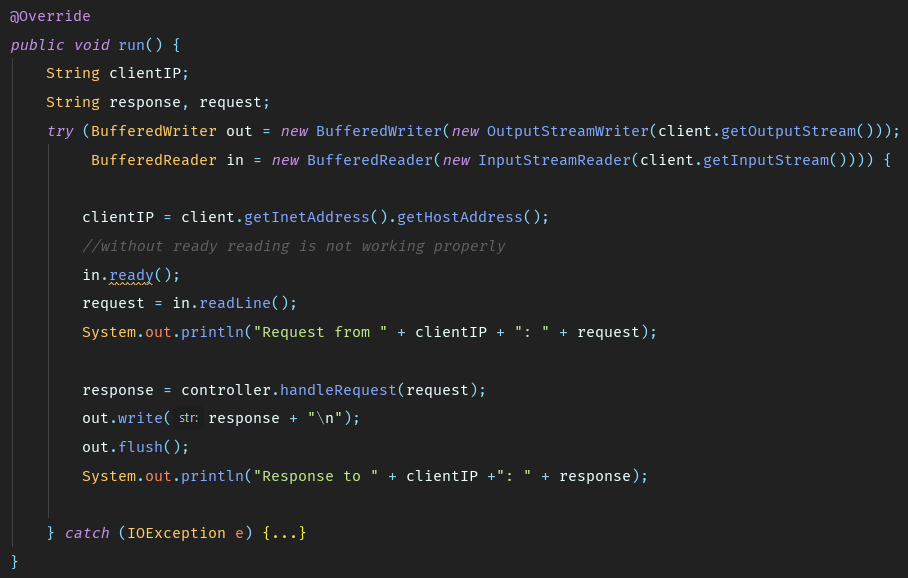 @Override
public void run() {
    String clientIP;
    String response, request;
    try (BufferedWriter out = new BufferedWriter(new OutputStreamWriter(client.getOutputStream()));
         BufferedReader in = new BufferedReader(new InputStreamReader(client.getInputStream()))) {
        clientIP = client.getInetAddress().getHostAddress();
        //without ready reading is not working properly
        in.ready();
        request = in.readLine();
        System.out.println("Request from " + clientIP + ": " + request);
        response = controller.handleRequest(request);
        out.write( str: response + "\n");
        out.flush();
        System.out.println("Response to " + clientIP +": " + response);
    } catch (IOException e) {...}
}